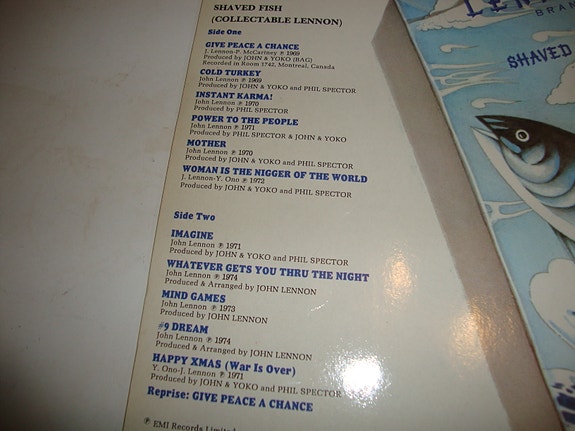 SHAVED FISH
(COLLECTABLE LENNON)
Side One
GIVE PEACE A CHANCE
J. Lennon-P. McCartney ℗ 1969
Produced by JOHN & YOKO (BAG)
Recorded in Room 1742, Montreal, Canada
COLD TURKEY
John Lennon ℗ 1969
Produced by JOHN & YOKO and PHIL SPECTOR
INSTANT KARMA!
John Lennon ℗ 1970
Produced by PHIL SPECTOR
POWER TO THE PEOPLE
John Lennon ℗ 1971
Produced by PHIL SPECTOR & JOHN & YOKO
MOTHER
John Lennon ℗ 1970
Produced by JOHN & YOKO and PHIL SPECTOR
WOMAN IS THE NIGGER OF THE WORLD
J. Lennon-Y. Ono ℗ 1972
Produced by JOHN & YOKO and PHIL SPECTOR
Side Two
IMAGINE
John Lennon ℗ 1971
Produced by JOHN & YOKO and PHIL SPECTOR
WHATEVER GETS YOU THRU THE NIGHT
John Lennon ℗ 1974
Produced & Arranged by JOHN LENNON
MIND GAMES
John Lennon ℗ 1973
Produced by JOHN LENNON
#9 DREAM
John Lennon ℗ 1974
Produced & Arranged by JOHN LENNON
HAPPY XMAS (War Is Over)
Y. Ono-J. Lennon ℗ 1971
Produced by JOHN & YOKO and PHIL SPECTOR
Reprise: GIVE PEACE A CHANCE
℗ EMI Records Limited
BRAN
SHAVED